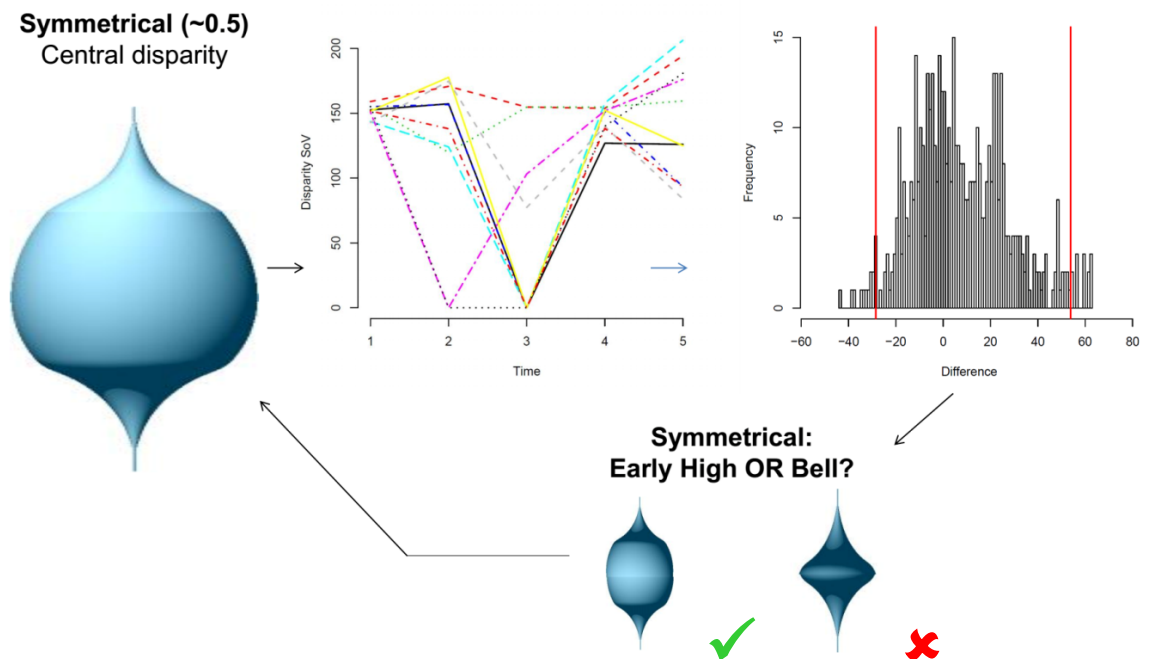 Symmetrical (~0.5)
Central disparity
Disparity SoV
200
150
100
50
0
1 2 3 4 5
Time
Frequency
15
10
5
0
−60 −40 −20 0 20 40 60 80
Difference
Symmetrical:
Early High OR Bell?